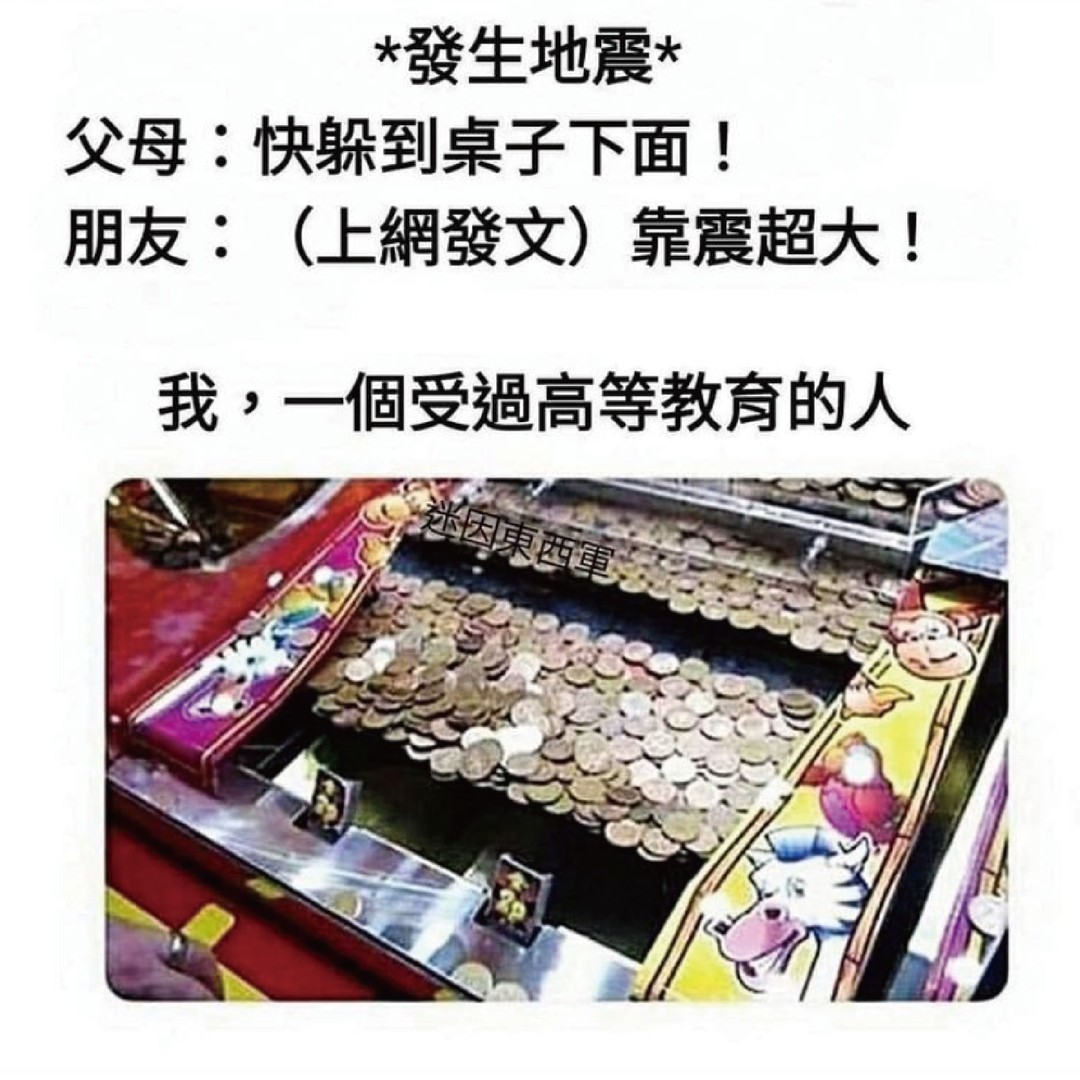 *發生地震*
父母：快躲到桌子下面！
朋友：（上網發文）靠震超大！
我，一個受過高等教育的人
迷因東西軍